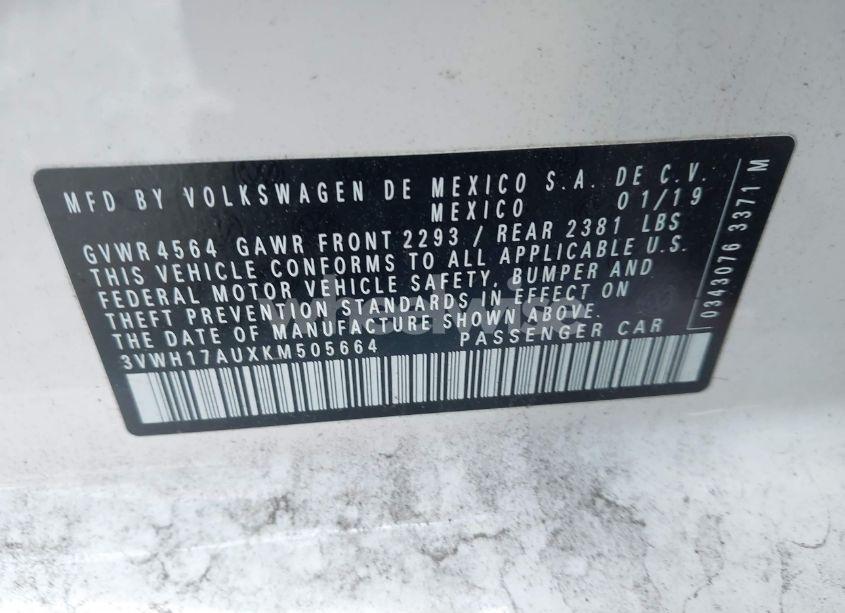 MFD BY VOLKSWAGEN DE MEXICO S.A. DE C.V.
MEXICO 01/19
GVWR 4564 GAWR FRONT 2293 / REAR 2381 LBS
THIS VEHICLE CONFORMS TO ALL APPLICABLE U.S.
FEDERAL MOTOR VEHICLE SAFETY, BUMPER AND
THEFT PREVENTION STANDARDS IN EFFECT ON
THE DATE OF MANUFACTURE SHOWN ABOVE.
3VWH17AUXKM505664 PASSENGER CAR
0343076 3371 M